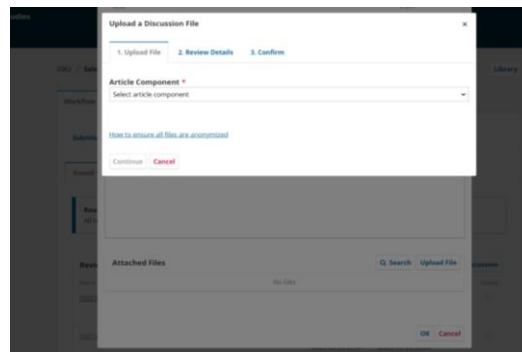 Upload a Discussion File
×
1. Upload File
2. Review Details
3. Confirm
Library
Workflow
Article Component *
Select article component
How to ensure all files are anonymized
Continue Cancel
Attached Files
Search Upload File
No Files
OK Cancel